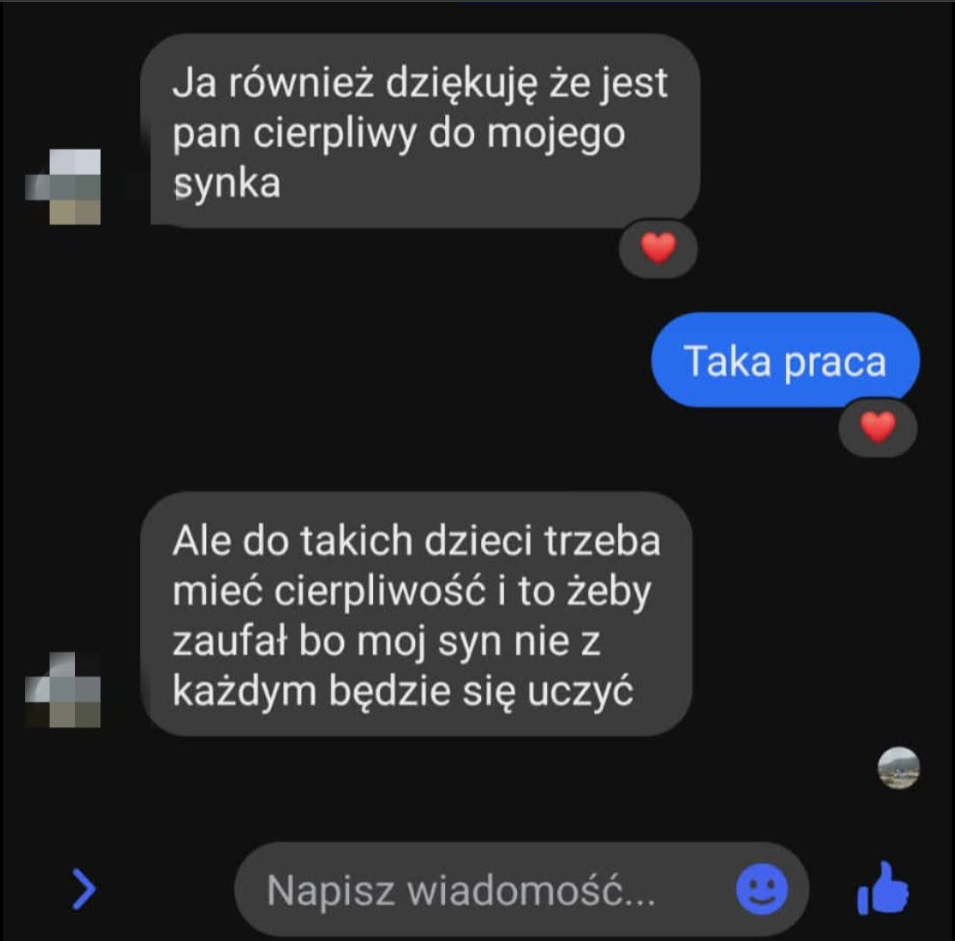 Ja również dziękuję że jest
pan cierpliwy do mojego
synka
Taka praca
Ale do takich dzieci trzeba
mieć cierpliwość i to żeby
zaufał bo moj syn nie z
każdym będzie się uczyć
Napisz wiadomość...